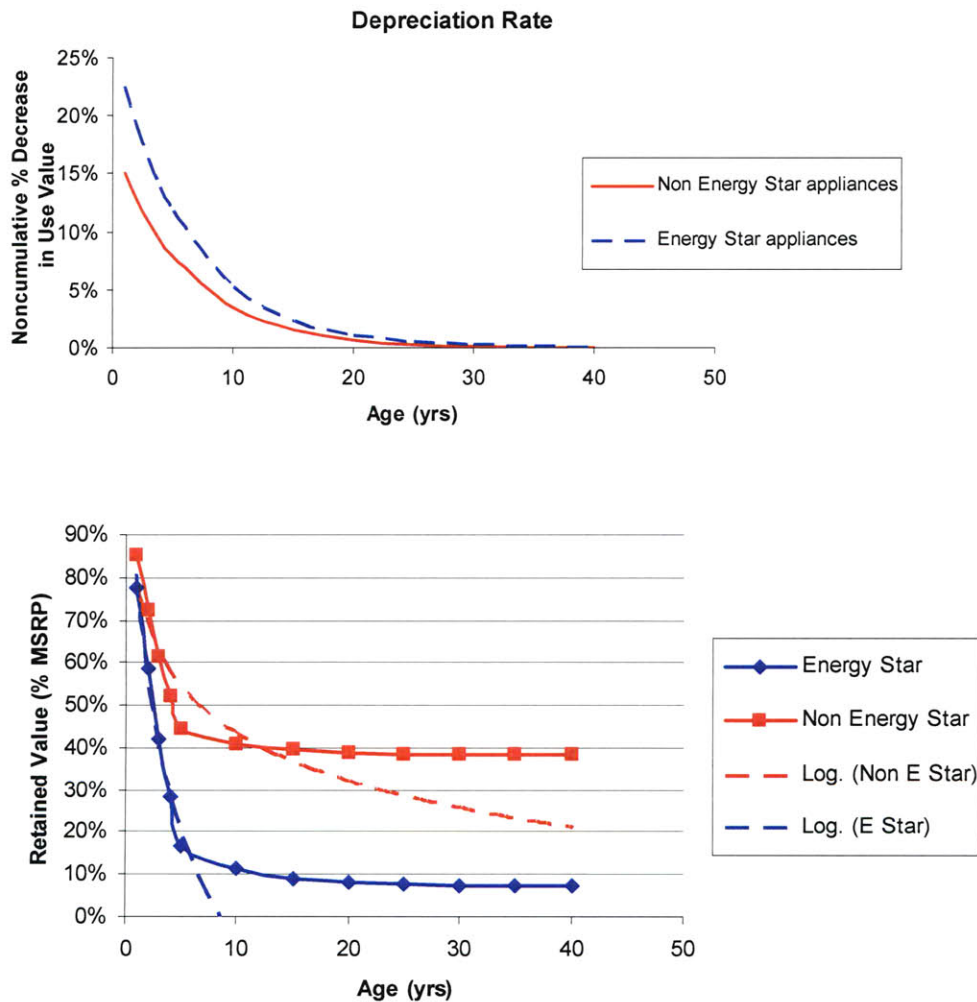 Depreciation Rate
Noncumulative % Decrease
in Use Value
25%
20%
15%
10%
5%
0%
0 10 20 30 40 50
Age (yrs)
Non Energy Star appliances
Energy Star appliances
Retained Value (% MSRP)
90%
80%
70%
60%
50%
40%
30%
20%
10%
0%
0 10 20 30 40 50
Age (yrs)
Energy Star
Non Energy Star
Log. (Non E Star)
Log. (E Star)